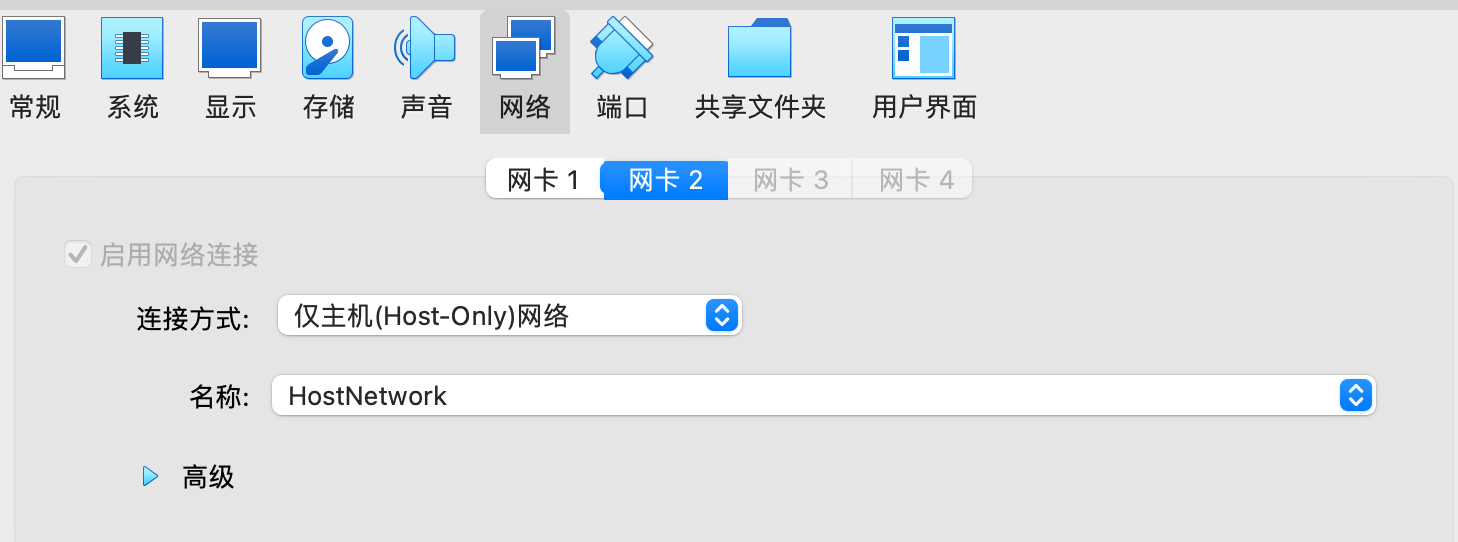 常规 系统 显示 存储 声音 网络 端口 共享文件夹 用户界面
网卡 1 网卡 2 网卡 3 网卡 4
启用网络连接
连接方式: 仅主机(Host-Only)网络
名称: HostNetwork
高级